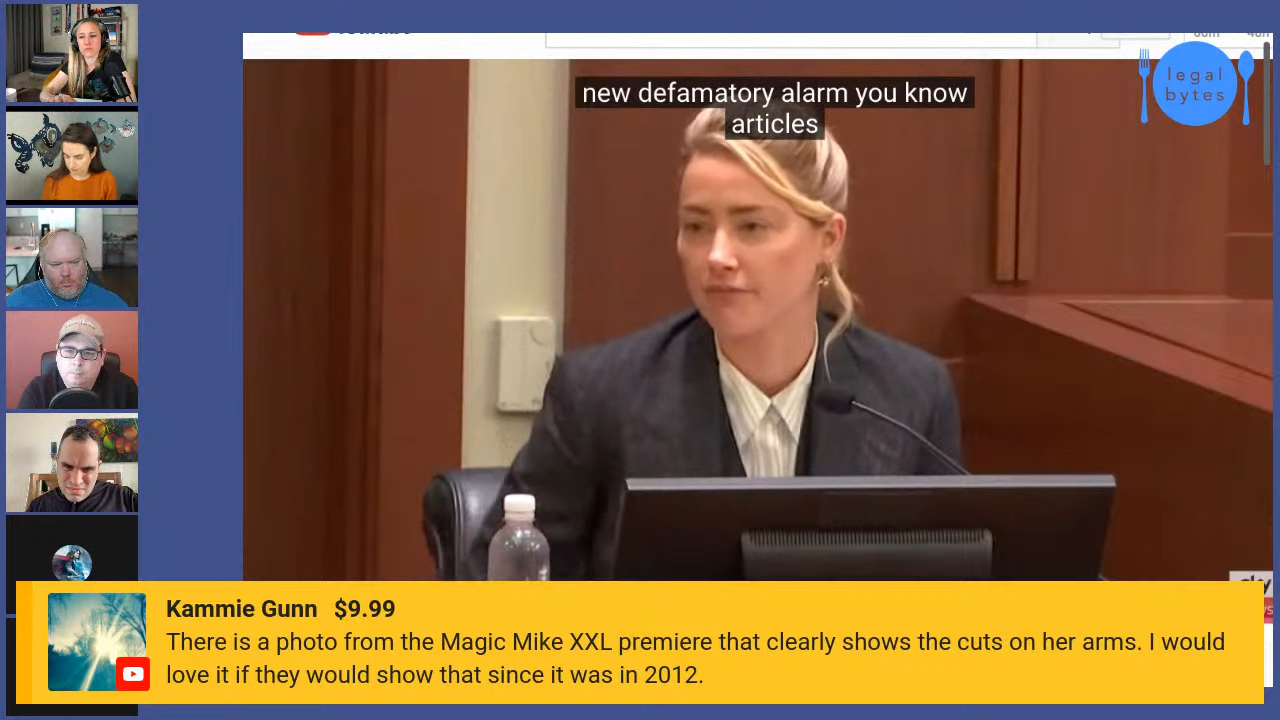 legal
bytes
new defamatory alarm you know
articles
sky
Kammie Gunn $9.99
There is a photo from the Magic Mike XXL premiere that clearly shows the cuts on her arms. I would
love it if they would show that since it was in 2012.